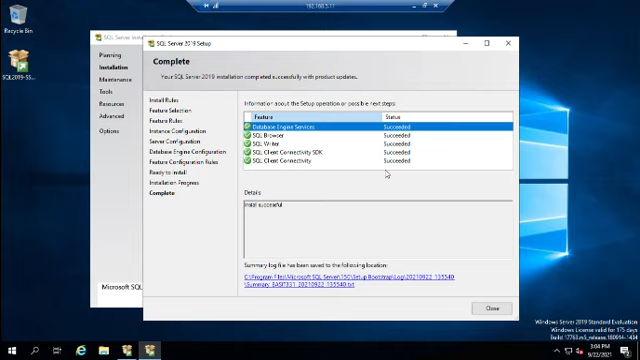 192.168.5.11
Recycle Bin
SQL2019-SS...
SQL Server 2019 Setup
Complete
Your SQL Server 2019 installation completed successfully with product updates.
Planning
Installation
Maintenance
Tools
Resources
Advanced
Options
Install Rules
Feature Selection
Feature Rules
Instance Configuration
Server Configuration
Database Engine Configuration
Feature Configuration Rules
Ready to Install
Installation Progress
Complete
Information about the Setup operation or possible next steps:
Feature Status
Database Engine Services Succeeded
SQL Browser Succeeded
SQL Writer Succeeded
SQL Client Connectivity SDK Succeeded
SQL Client Connectivity Succeeded
Details
Install successful
Summary log file has been saved to the following location:
C:\Program Files\Microsoft SQL Server\150\Setup Bootstrap\Log\20210922_135540
Close
Microsoft SQL
Windows Server 2019 Standard Evaluation
Windows License valid for 175 days
Build 17763.rs5_release.180914-1434
3:04 PM
9/22/2021